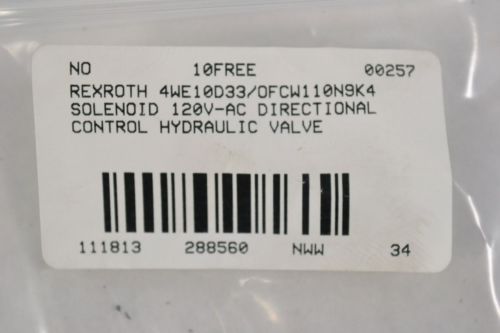 NO 10FREE 00257
REXROTH 4WE10D33/OFCW110N9K4
SOLENOID 120V-AC DIRECTIONAL
CONTROL HYDRAULIC VALVE
111813 288560 NWW 34